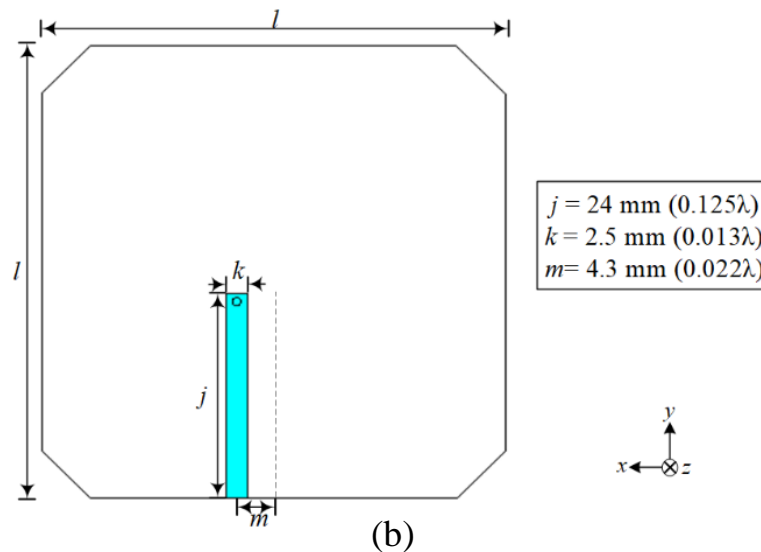 l
l
k
j
m
j = 24 mm (0.125λ)
k = 2.5 mm (0.013λ)
m= 4.3 mm (0.022λ)
y
x
z
(b)